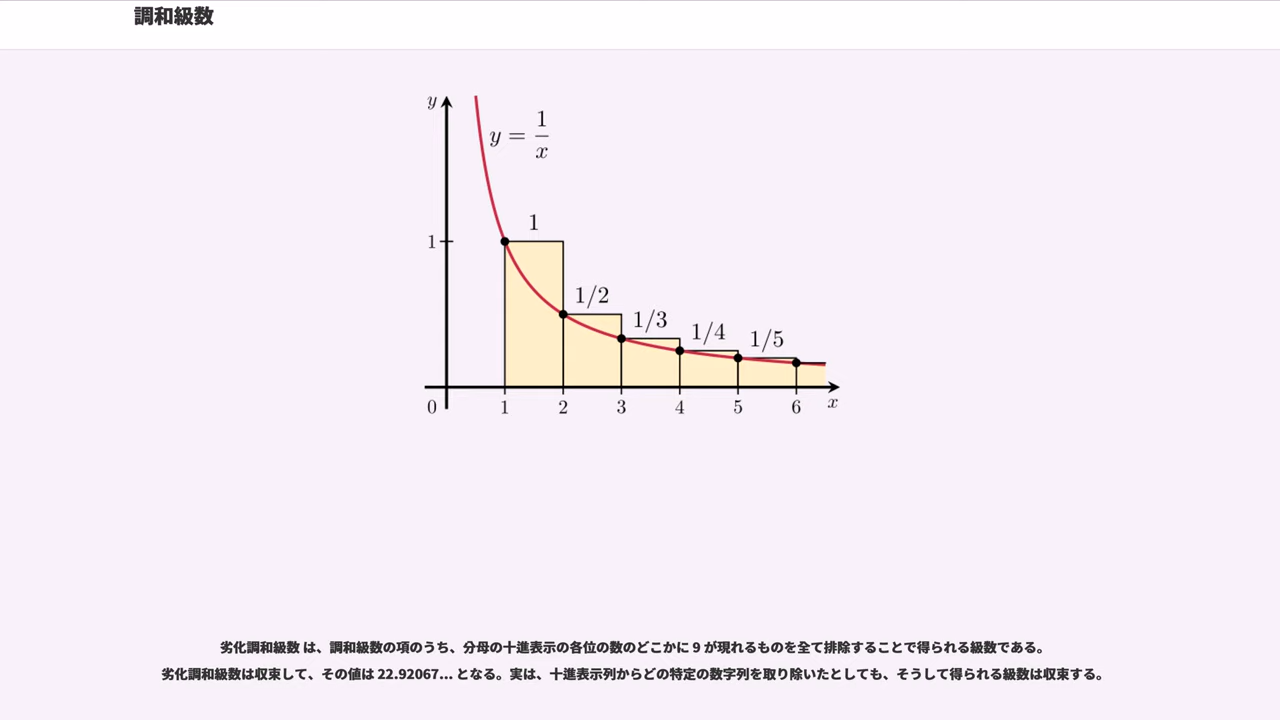 調和級数
y
y = 1/x
1
1
1/2
1/3
1/4
1/5
0 1 2 3 4 5 6 x
劣化調和級数 は、調和級数の項のうち、分母の十進表示の各位の数のどこかに 9 が現れるものを全て排除することで得られる級数である。
劣化調和級数は収束して、その値は 22.92067... となる。実は、十進表示列からどの特定の数字列を取り除いたとしても、そうして得られる級数は収束する。